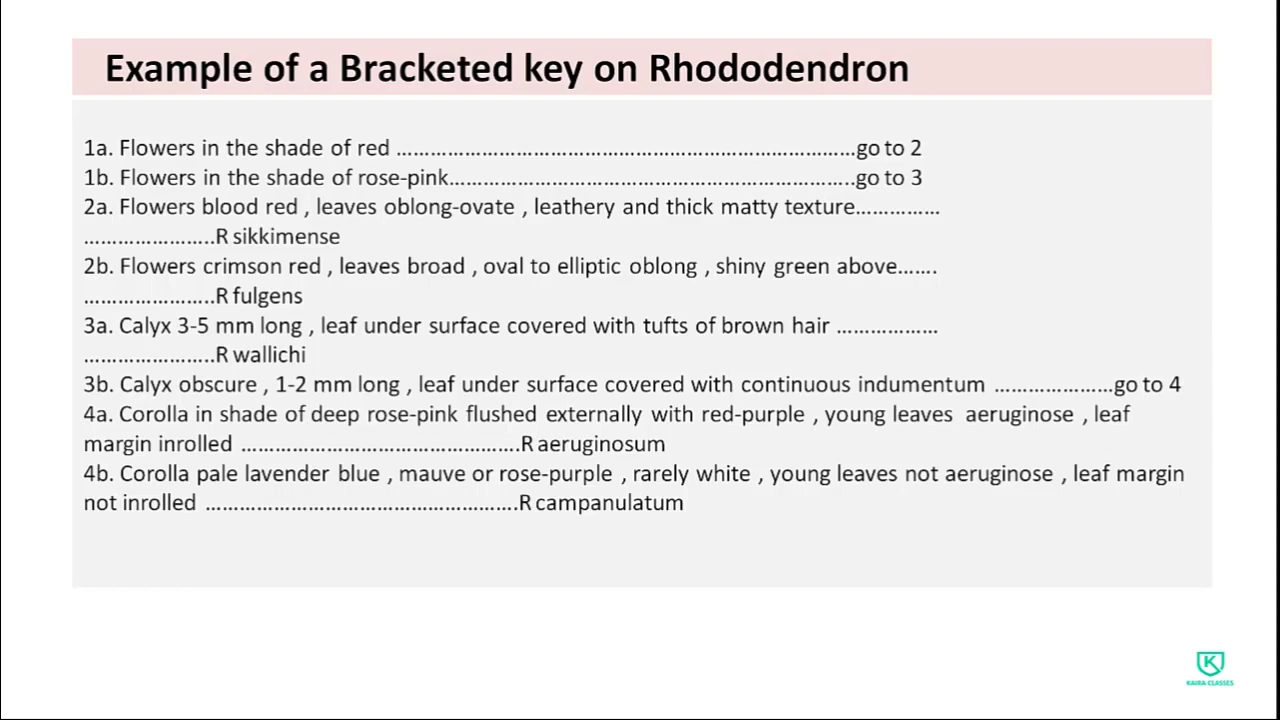 Example of a Bracketed key on Rhododendron
1a. Flowers in the shade of red ……………………………………………………………………….go to 2
1b. Flowers in the shade of rose-pink……………………………………………………………..go to 3
2a. Flowers blood red , leaves oblong-ovate , leathery and thick matty texture……………
…………………..R sikkimense
2b. Flowers crimson red , leaves broad , oval to elliptic oblong , shiny green above…….
…………………..R fulgens
3a. Calyx 3-5 mm long , leaf under surface covered with tufts of brown hair ………………
…………………..R wallichi
3b. Calyx obscure , 1-2 mm long , leaf under surface covered with continuous indumentum …………………go to 4
4a. Corolla in shade of deep rose-pink flushed externally with red-purple , young leaves aeruginose , leaf
margin inrolled ………………………………………….R aeruginosum
4b. Corolla pale lavender blue , mauve or rose-purple , rarely white , young leaves not aeruginose , leaf margin
not inrolled ……………………………………………….R campanulatum
K
KAIRA CLASSES